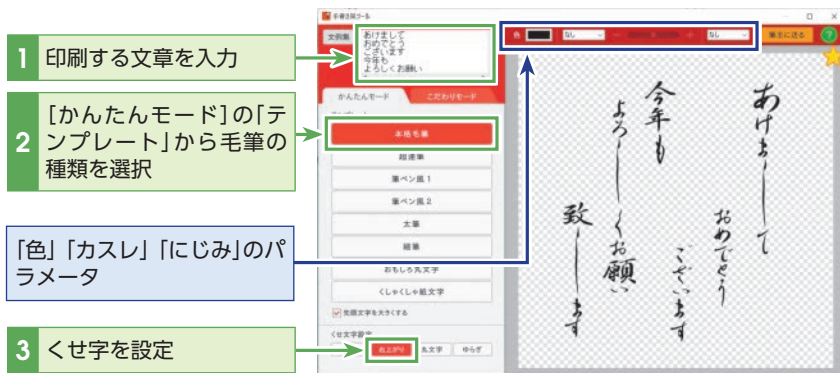 1 印刷する文章を入力
2 [かんたんモード]の「テ
ンプレート」から毛筆の
種類を選択
「色」「カスレ」「にじみ」のパ
ラメータ
3 くせ字を設定
文例集
あけまして
おめでとう
ございます
今年も
よろしくお願い
かんたんモード こだわりモード
本格毛筆
超達筆
筆ペン風1
筆ペン風2
太筆
細筆
おもしろ丸文字
くしゃくしゃ紙文字
先頭文字を大きくする
くせ文字設定
右上がり 丸文字 ゆらぎ
色 なし なし 筆王に送る ?
あけまして
おめでとう
ございます
今年も
よろしくお願い
致します